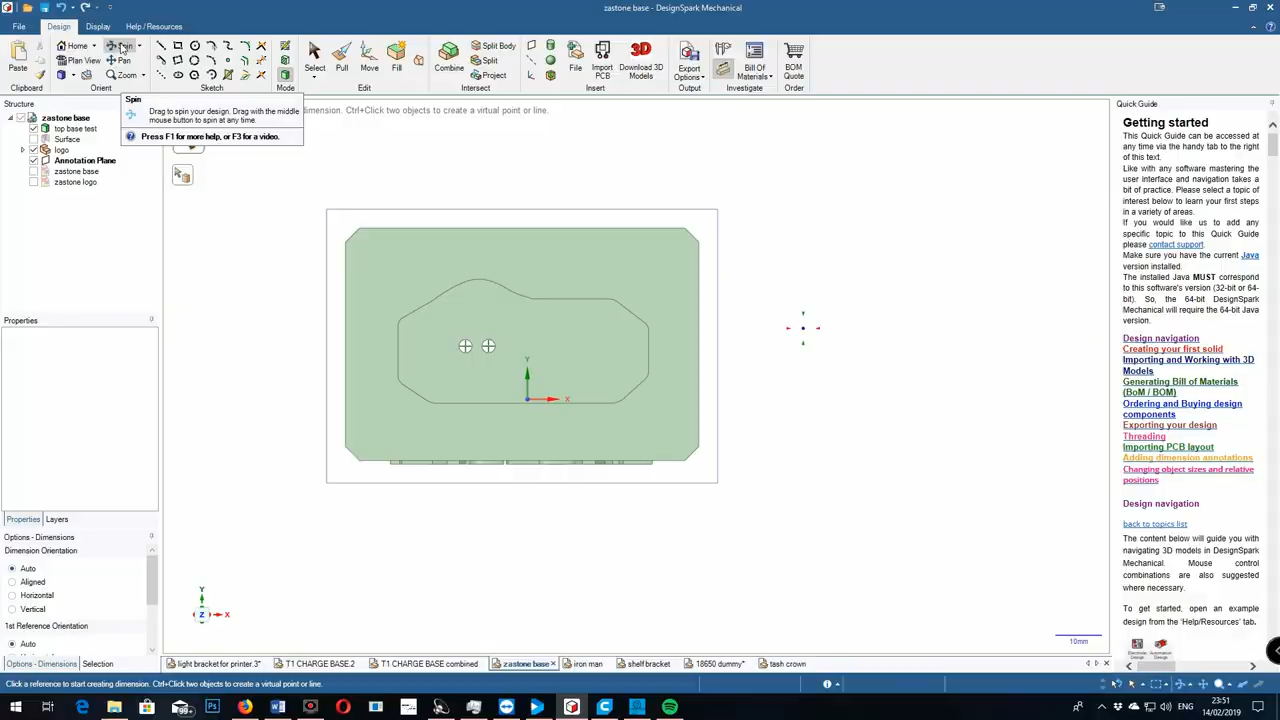 zastone base - DesignSpark Mechanical
File
Design
Display
Help / Resources
Home
Spin
Plan View
Pan
Zoom
Paste
Select
Pull
Move
Fill
Combine
Split Body
Split
Project
File
Import PCB
Download 3D Models
Export Options
Bill of Materials
BOM Quote
Clipboard
Orient
Sketch
Mode
Edit
Intersect
Insert
Output
Investigate
Order
Spin
Drag to spin your design. Drag with the middle
mouse button to spin at any time.
Press F1 for more help, or F3 for a video.
dimension. Ctrl+Click two objects to create a virtual point or line.
Structure
zastone base
top base test
Surface
logo
Annotation Plane
zastone base
zastone logo
Properties
Properties
Layers
Options - Dimensions
Dimension Orientation
Auto
Aligned
Horizontal
Vertical
1st Reference Orientation
Auto
Options - Dimensions
Selection
Y
X
Y
Z
X
10mm
light bracket for printer.3*
T1 CHARGE BASE.2
T1 CHARGE BASE combined
zastone base
iron man
shelf bracket
18650 dummy*
tash crown
Click a reference to start creating dimension. Ctrl+Click two objects to create a virtual point or line.
Quick Guide
Getting started
This Quick Guide can be accessed at
any time via the handy tab to the right
of this text.
Like with any software mastering the
user interface and navigation takes a
bit of practice. Please select a topic of
interest below to learn your first steps
in a variety of areas.
If you would like us to add any
specific topic to this Quick Guide
please contact support.
Make sure you have the current Java
version installed.
The installed Java MUST correspond
to this software's version (32-bit or 64-
bit). So, the 64-bit DesignSpark
Mechanical will require the 64-bit Java
version.
Design navigation
Creating your first solid
Importing and Working with 3D
Models
Generating Bill of Materials
(BoM / BOM)
Ordering and Buying design
components
Exporting your design
Threading
Importing PCB layout
Adding dimension annotations
Changing object sizes and relative
positions
Design navigation
back to topics list
The content below will guide you with
navigating 3D models in DesignSpark
Mechanical. Mouse control
combinations are also suggested
where necessary.
To get started, open an example
design from the 'Help/Resources' tab.
99+
23:51
14/02/2019